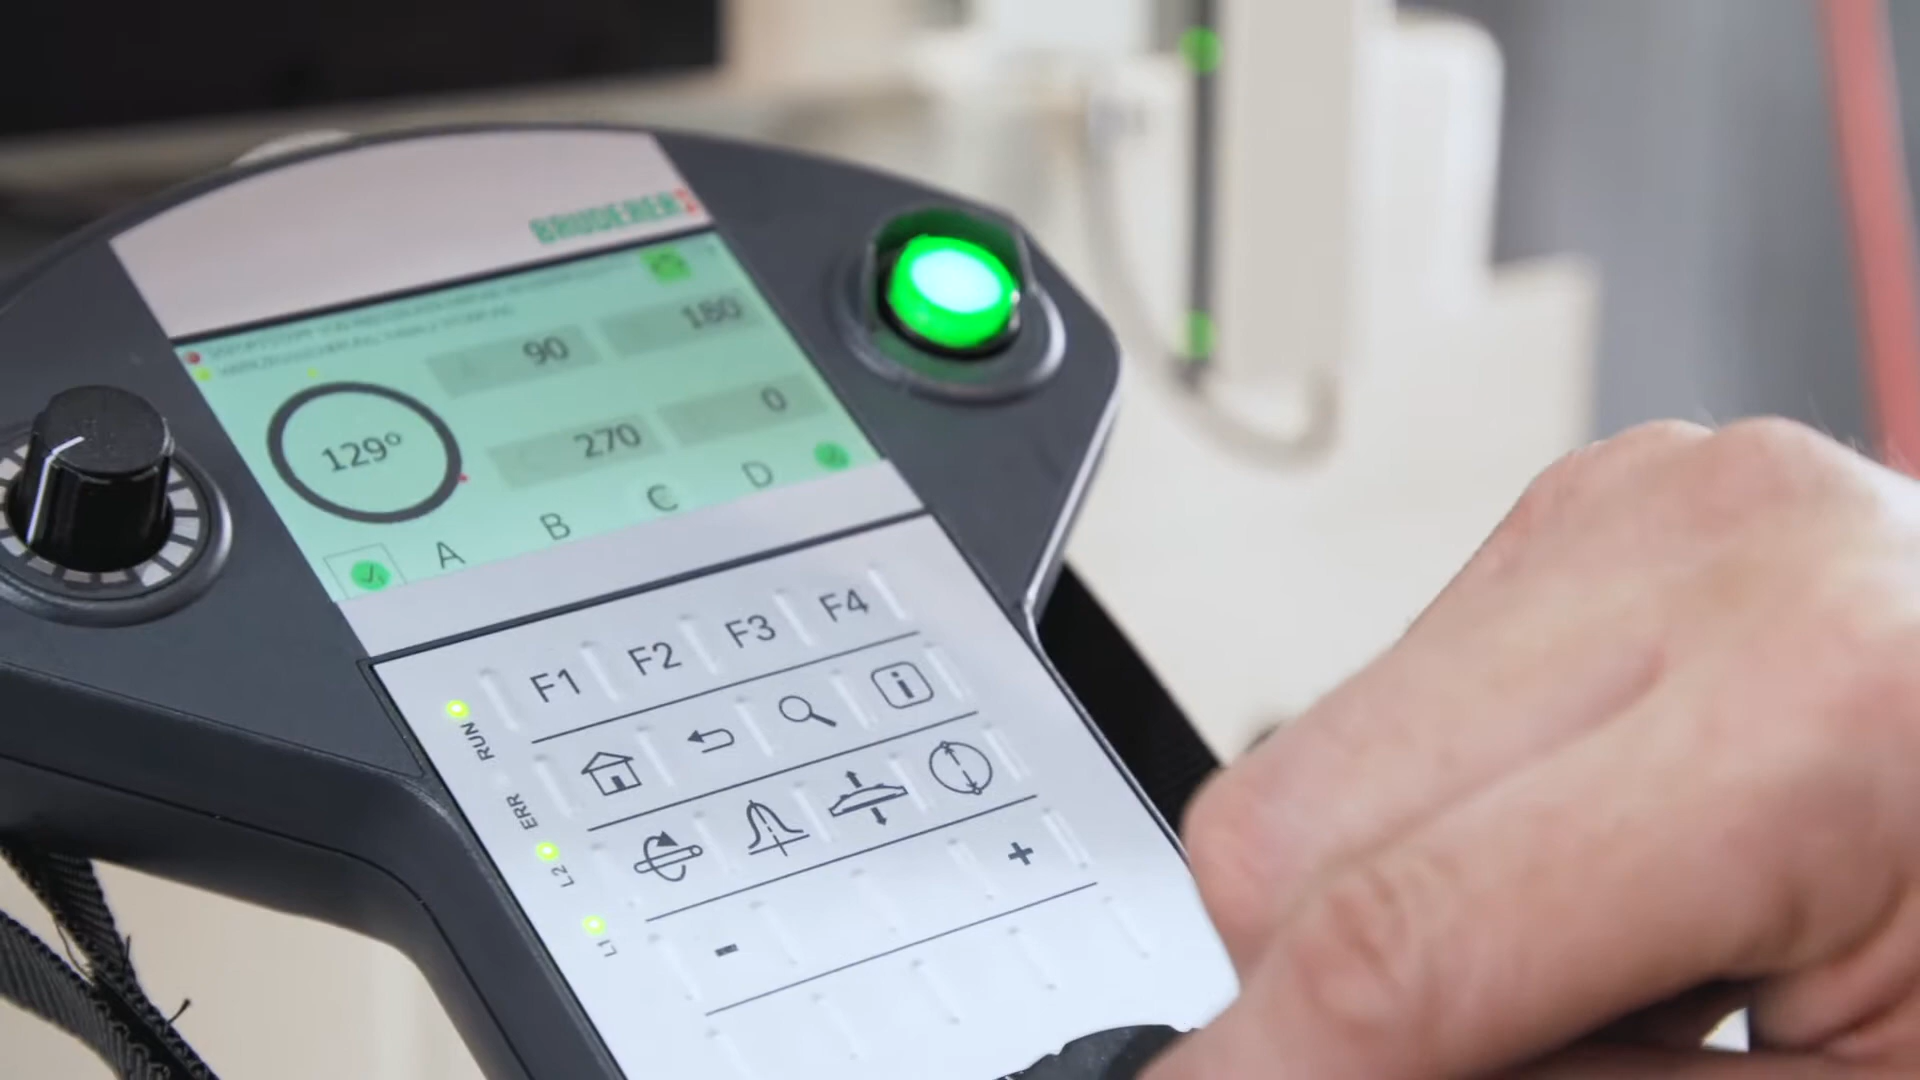 BRUDERER
90 180
129°
270 0
A B C D
F1 F2 F3 F4
RUN
ERR
+
L2
-
L1